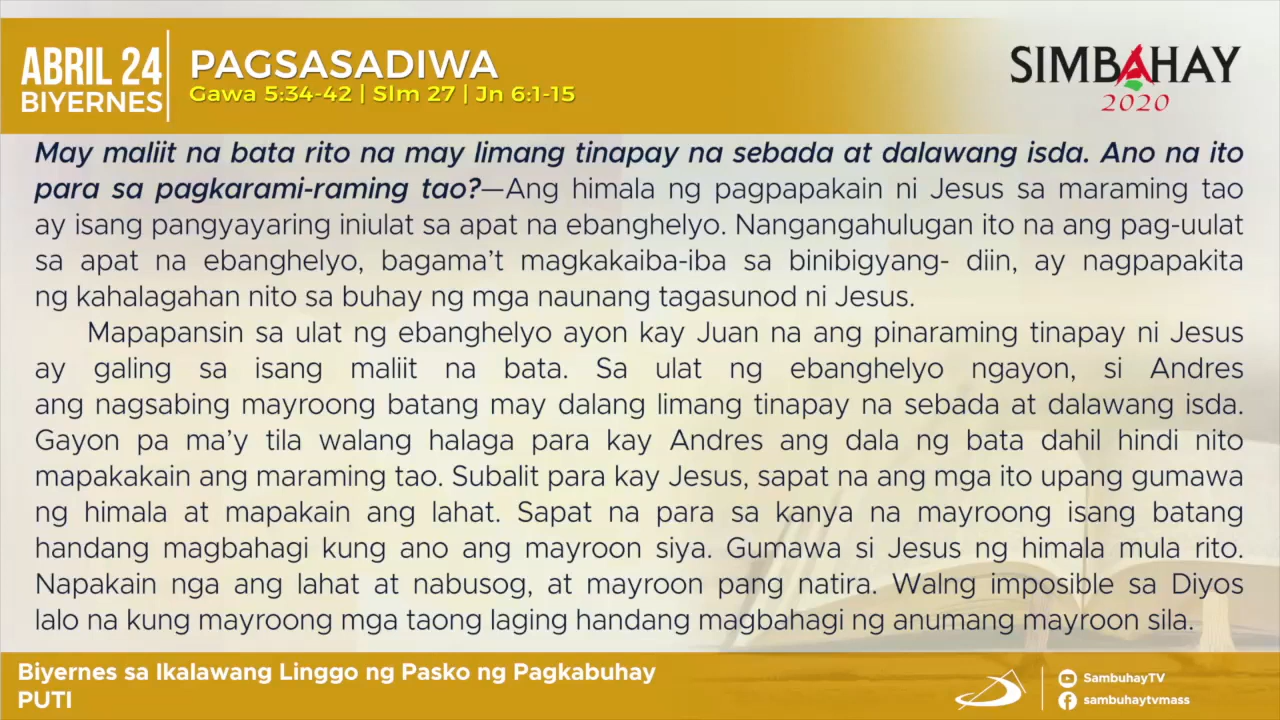 ABRIL 24
BIYERNES
PAGSASADIWA
Gawa 5:34-42 | Slm 27 | Jn 6:1-15
SIMBAHAY
2020
May maliit na bata rito na may limang tinapay na sebada at dalawang isda. Ano na ito
para sa pagkarami-raming tao?—Ang himala ng pagpapakain ni Jesus sa maraming tao
ay isang pangyayaring iniulat sa apat na ebanghelyo. Nangangahulugan ito na ang pag-uulat
sa apat na ebanghelyo, bagama’t magkakaiba-iba sa binibigyang- diin, ay nagpapakita
ng kahalagahan nito sa buhay ng mga naunang tagasunod ni Jesus.
Mapapansin sa ulat ng ebanghelyo ayon kay Juan na ang pinaraming tinapay ni Jesus
ay galing sa isang maliit na bata. Sa ulat ng ebanghelyo ngayon, si Andres
ang nagsabing mayroong batang may dalang limang tinapay na sebada at dalawang isda.
Gayon pa ma’y tila walang halaga para kay Andres ang dala ng bata dahil hindi nito
mapakakain ang maraming tao. Subalit para kay Jesus, sapat na ang mga ito upang gumawa
ng himala at mapakain ang lahat. Sapat na para sa kanya na mayroong isang batang
handang magbahagi kung ano ang mayroon siya. Gumawa si Jesus ng himala mula rito.
Napakain nga ang lahat at nabusog, at mayroon pang natira. Walng imposible sa Diyos
lalo na kung mayroong mga taong laging handang magbahagi ng anumang mayroon sila.
Biyernes sa Ikalawang Linggo ng Pasko ng Pagkabuhay
PUTI
SambuhayTV
sambuhaytvmass